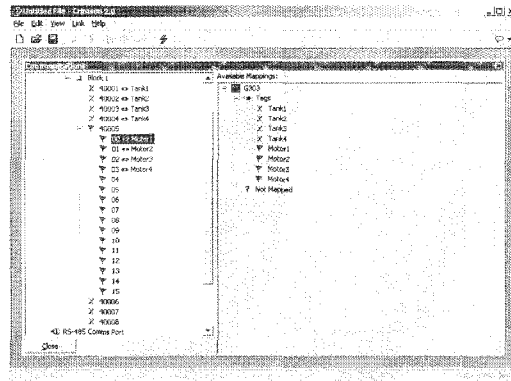 Untitled File - Crimson 2.0
File Edit View Link Help
Block 1
40001 <=> Tank1
40002 <=> Tank2
40003 <=> Tank3
40004 <=> Tank4
40005
00 <=> Motor1
01 <=> Motor2
02 <=> Motor3
03 <=> Motor4
04
05
06
07
08
09
10
11
12
13
14
15
40006
40007
40008
RS-485 Comms Port
Close
Available Mappings:
G303
Tags
Tank1
Tank2
Tank3
Tank4
Motor1
Motor2
Motor3
Motor4
Not Mapped